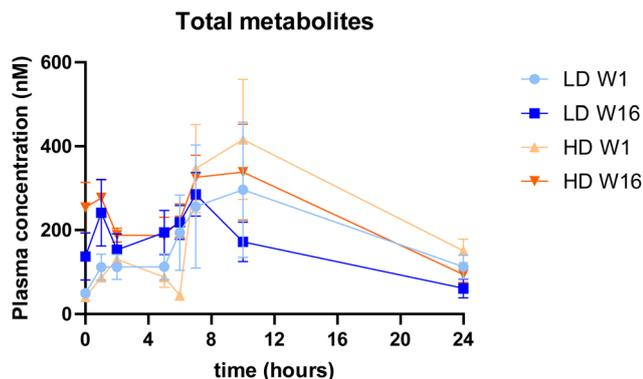 Total metabolites
Plasma concentration (nM)
600
400
200
0
0 4 8 12 16 20 24
time (hours)
LD W1
LD W16
HD W1
HD W16